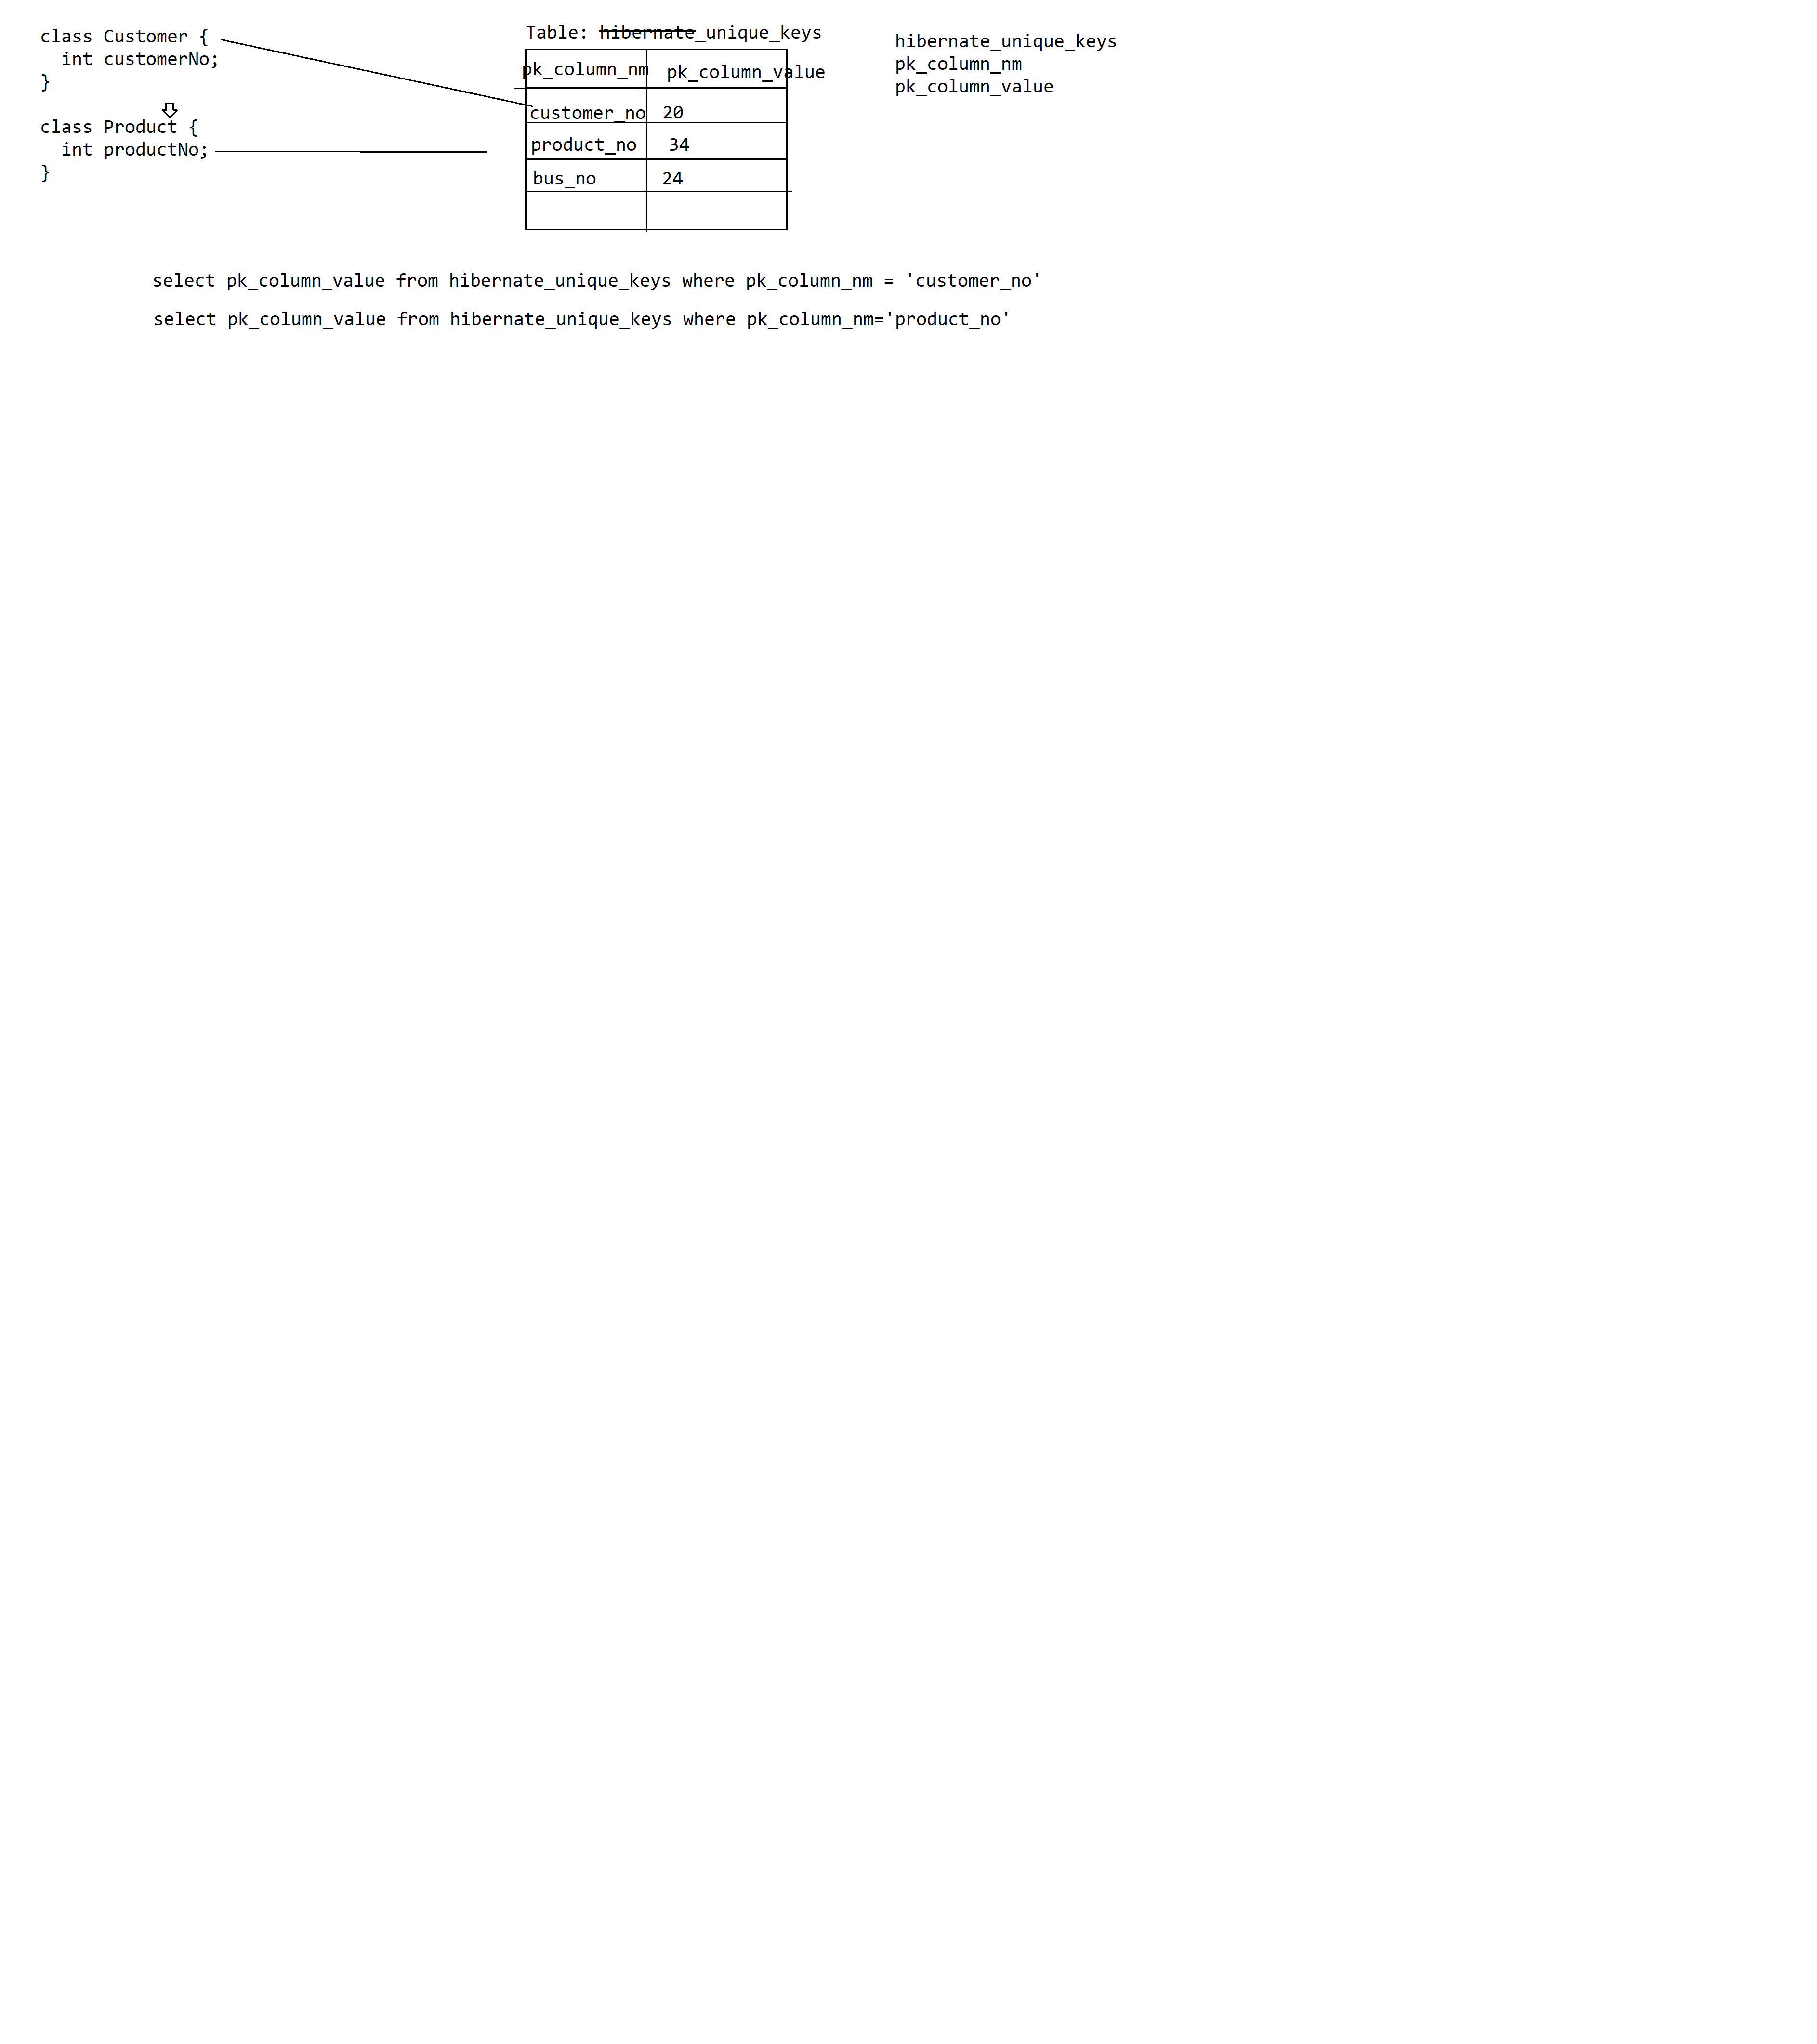 class Customer {
  int customerNo;
}
class Product {
  int productNo;
}
Table: hibernate_unique_keys
pk_column_nm pk_column_value
customer_no 20
product_no 34
bus_no 24
hibernate_unique_keys
pk_column_nm
pk_column_value
select pk_column_value from hibernate_unique_keys where pk_column_nm = 'customer_no'
select pk_column_value from hibernate_unique_keys where pk_column_nm='product_no'